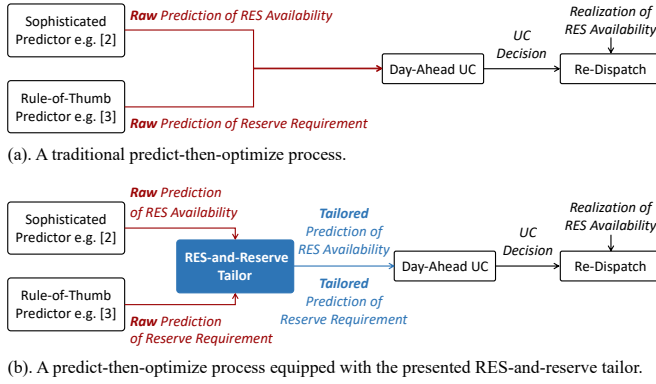 Sophisticated
Predictor e.g. [2]
Raw Prediction of RES Availability
Rule-of-Thumb
Predictor e.g. [3]
Raw Prediction of Reserve Requirement
Day-Ahead UC
UC
Decision
Realization of
RES Availability
Re-Dispatch
(a). A traditional predict-then-optimize process.
Sophisticated
Predictor e.g. [2]
Raw Prediction
of RES Availability
Rule-of-Thumb
Predictor e.g. [3]
Raw Prediction
of Reserve Requirement
RES-and-Reserve
Tailor
Tailored
Prediction of
RES Availability
Tailored
Prediction of
Reserve Requirement
Day-Ahead UC
UC
Decision
Realization of
RES Availability
Re-Dispatch
(b). A predict-then-optimize process equipped with the presented RES-and-reserve tailor.